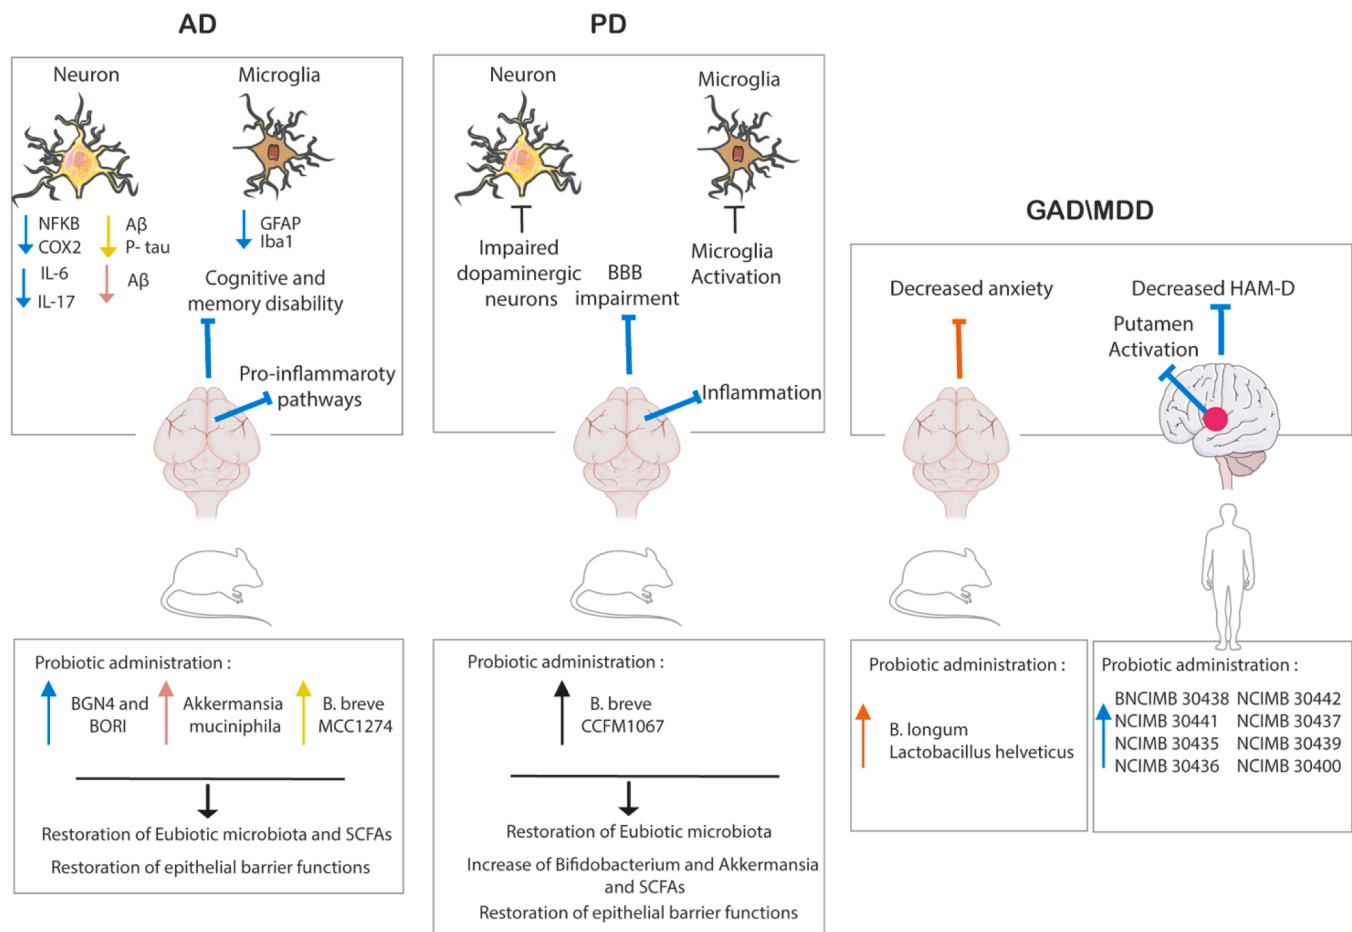 AD
Neuron
Microglia
NFKB
COX2
IL-6
IL-17
Aβ
P- tau
Aβ
GFAP
Iba1
Cognitive and
memory disability
Pro-inflammaroty
pathways
Probiotic administration :
BGN4 and
BORI
Akkermansia
muciniphila
B. breve
MCC1274
Restoration of Eubiotic microbiota and SCFAs
Restoration of epithelial barrier functions
PD
Neuron
Microglia
Impaired
dopaminergic
neurons
BBB
impairment
Microglia
Activation
Inflammation
Probiotic administration :
B. breve
CCFM1067
Restoration of Eubiotic microbiota
Increase of Bifidobacterium and Akkermansia
and SCFAs
Restoration of epithelial barrier functions
GAD\MDD
Decreased anxiety
Decreased HAM-D
Putamen
Activation
Probiotic administration :
B. longum
Lactobacillus helveticus
Probiotic administration :
BNCIMB 30438 NCIMB 30442
NCIMB 30441 NCIMB 30437
NCIMB 30435 NCIMB 30439
NCIMB 30436 NCIMB 30400